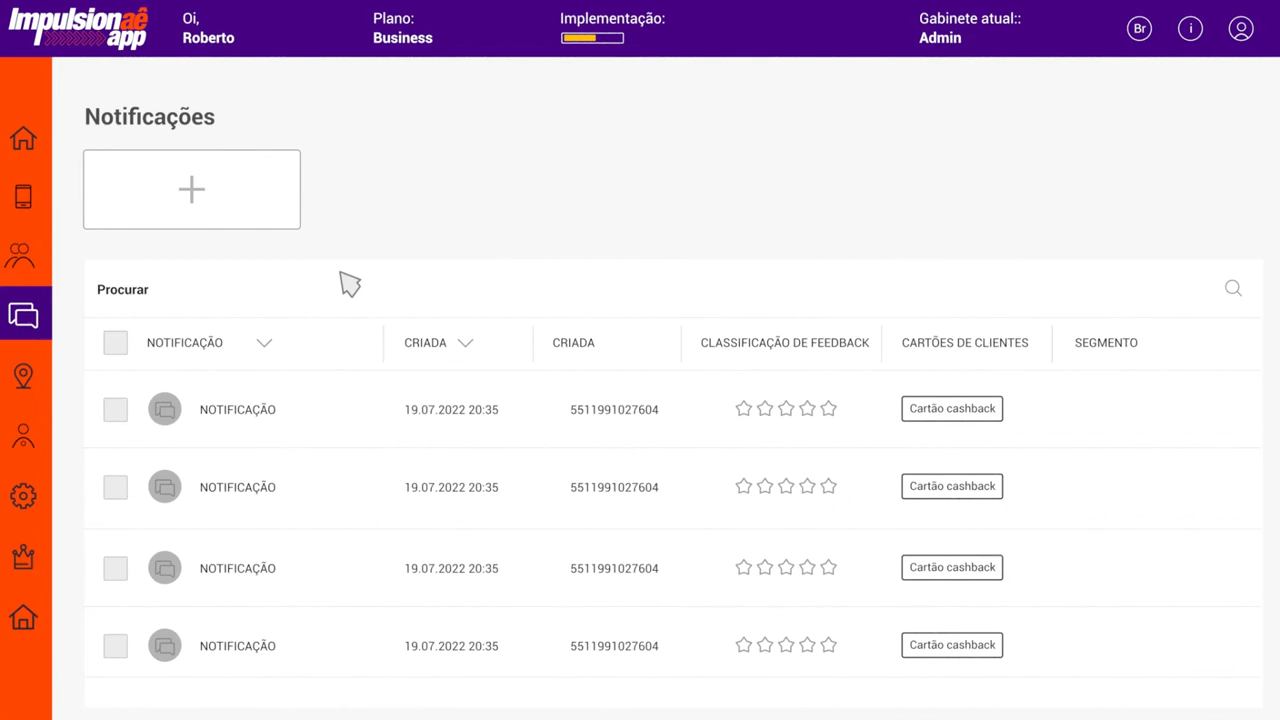 Impulsionaê app
Oi,
Roberto
Plano:
Business
Implementação:
Gabinete atual::
Admin
Br
i
Notificações
Procurar
NOTIFICAÇÃO CRIADA CRIADA CLASSIFICAÇÃO DE FEEDBACK CARTÕES DE CLIENTES SEGMENTO
NOTIFICAÇÃO 19.07.2022 20:35 5511991027604 Cartão cashback
NOTIFICAÇÃO 19.07.2022 20:35 5511991027604 Cartão cashback
NOTIFICAÇÃO 19.07.2022 20:35 5511991027604 Cartão cashback
NOTIFICAÇÃO 19.07.2022 20:35 5511991027604 Cartão cashback